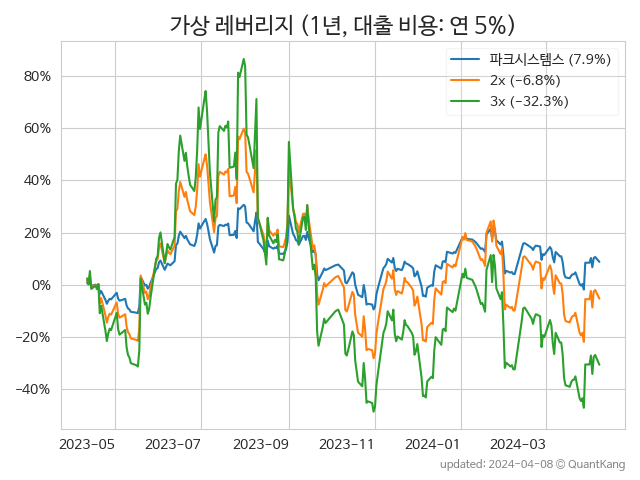 가상 레버리지 (1년, 대출 비용: 연 5%)
파크시스템스 (7.9%)
2x (−6.8%)
3x (−32.3%)
80%
60%
40%
20%
0%
−20%
−40%
2023-05 2023-07 2023-09 2023-11 2024-01 2024-03
updated: 2024-04-08 © QuantKang